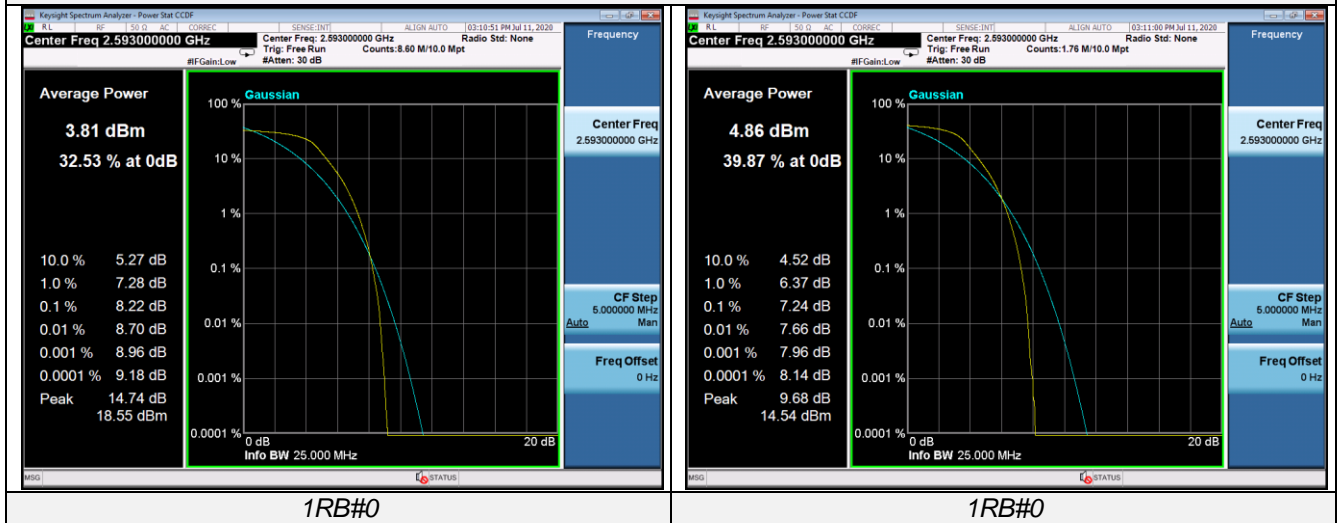 Keysight Spectrum Analyzer - Power Stat CCDF
RL RF 50 Ω AC CORREC SENSE:INT ALIGN AUTO 03:10:51 PM Jul 11, 2020
Center Freq 2.593000000 GHz
Center Freq: 2.593000000 GHz Radio Std: None
Trig: Free Run Counts:8.60 M/10.0 Mpt
#IFGain:Low #Atten: 30 dB
Frequency
Average Power
3.81 dBm
32.53 % at 0dB
10.0 % 5.27 dB
1.0 % 7.28 dB
0.1 % 8.22 dB
0.01 % 8.70 dB
0.001 % 8.96 dB
0.0001 % 9.18 dB
Peak 14.74 dB
18.55 dBm
Gaussian
100 %
10 %
1 %
0.1 %
0.01 %
0.001 %
0.0001 %
0 dB 20 dB
Info BW 25.000 MHz
Center Freq
2.593000000 GHz
CF Step
5.000000 MHz
Auto Man
Freq Offset
0 Hz
MSG STATUS
1RB#0
Keysight Spectrum Analyzer - Power Stat CCDF
RL RF 50 Ω AC CORREC SENSE:INT ALIGN AUTO 03:11:00 PM Jul 11, 2020
Center Freq 2.593000000 GHz
Center Freq: 2.593000000 GHz Radio Std: None
Trig: Free Run Counts:1.76 M/10.0 Mpt
#IFGain:Low #Atten: 30 dB
Frequency
Average Power
4.86 dBm
39.87 % at 0dB
10.0 % 4.52 dB
1.0 % 6.37 dB
0.1 % 7.24 dB
0.01 % 7.66 dB
0.001 % 7.96 dB
0.0001 % 8.14 dB
Peak 9.68 dB
14.54 dBm
Gaussian
100 %
10 %
1 %
0.1 %
0.01 %
0.001 %
0.0001 %
0 dB 20 dB
Info BW 25.000 MHz
Center Freq
2.593000000 GHz
CF Step
5.000000 MHz
Auto Man
Freq Offset
0 Hz
MSG STATUS
1RB#0